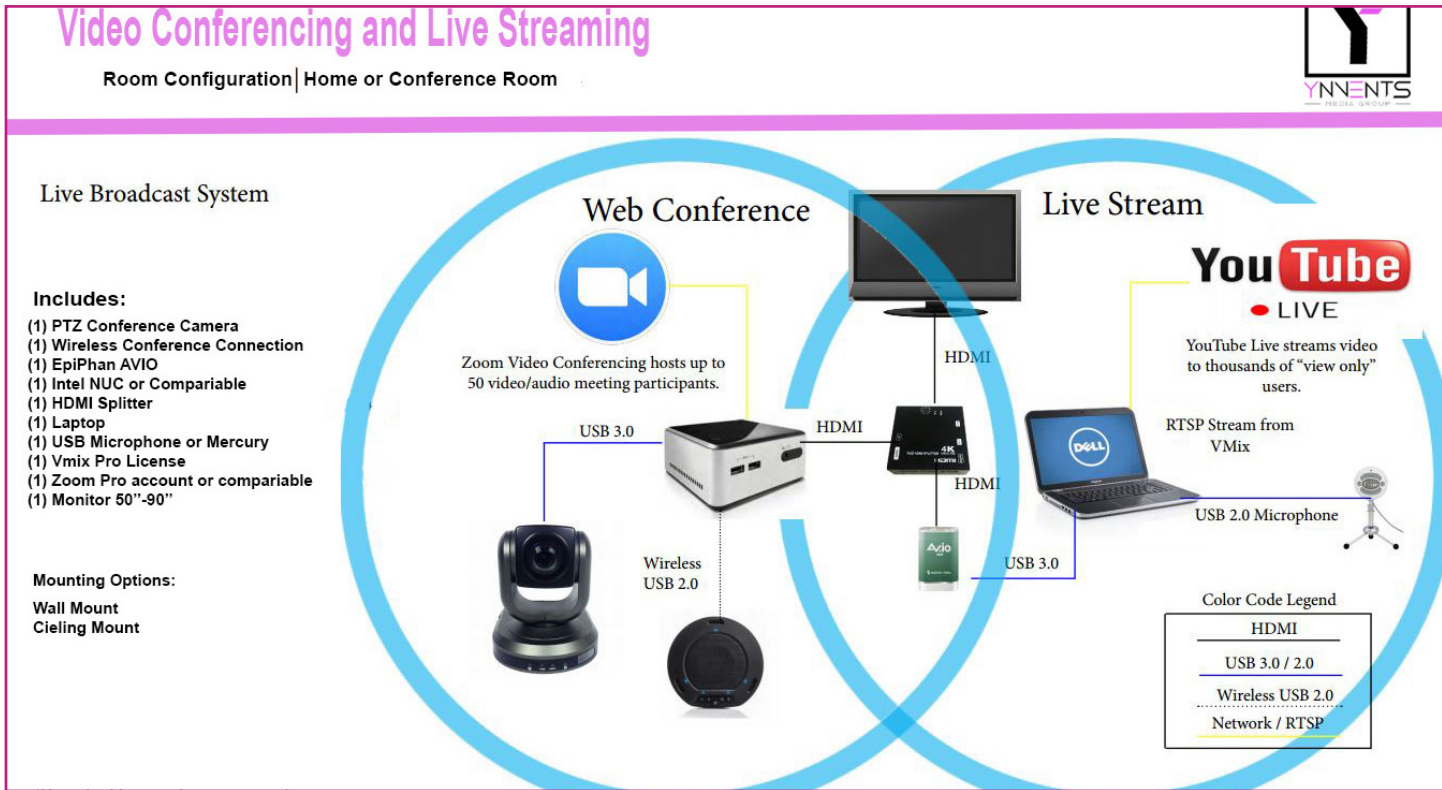 Video Conferencing and Live Streaming
Room Configuration| Home or Conference Room
YNVENTS
MEDIA GROUP
Live Broadcast System
Includes:
(1) PTZ Conference Camera
(1) Wireless Conference Connection
(1) EpiPhan AVIO
(1) Intel NUC or Compariable
(1) HDMI Splitter
(1) Laptop
(1) USB Microphone or Mercury
(1) Vmix Pro License
(1) Zoom Pro account or compariable
(1) Monitor 50’’-90’’
Mounting Options:
Wall Mount
Cieling Mount
Web Conference
Zoom Video Conferencing hosts up to
50 video/audio meeting participants.
USB 3.0
HDMI
Wireless
USB 2.0
HDMI
4K
HDMI
HDMI
Avio
USB 3.0
Live Stream
YouTube
LIVE
YouTube Live streams video
to thousands of “view only”
users.
RTSP Stream from
VMix
DELL
USB 2.0 Microphone
Color Code Legend
HDMI
USB 3.0 / 2.0
Wireless USB 2.0
Network / RTSP